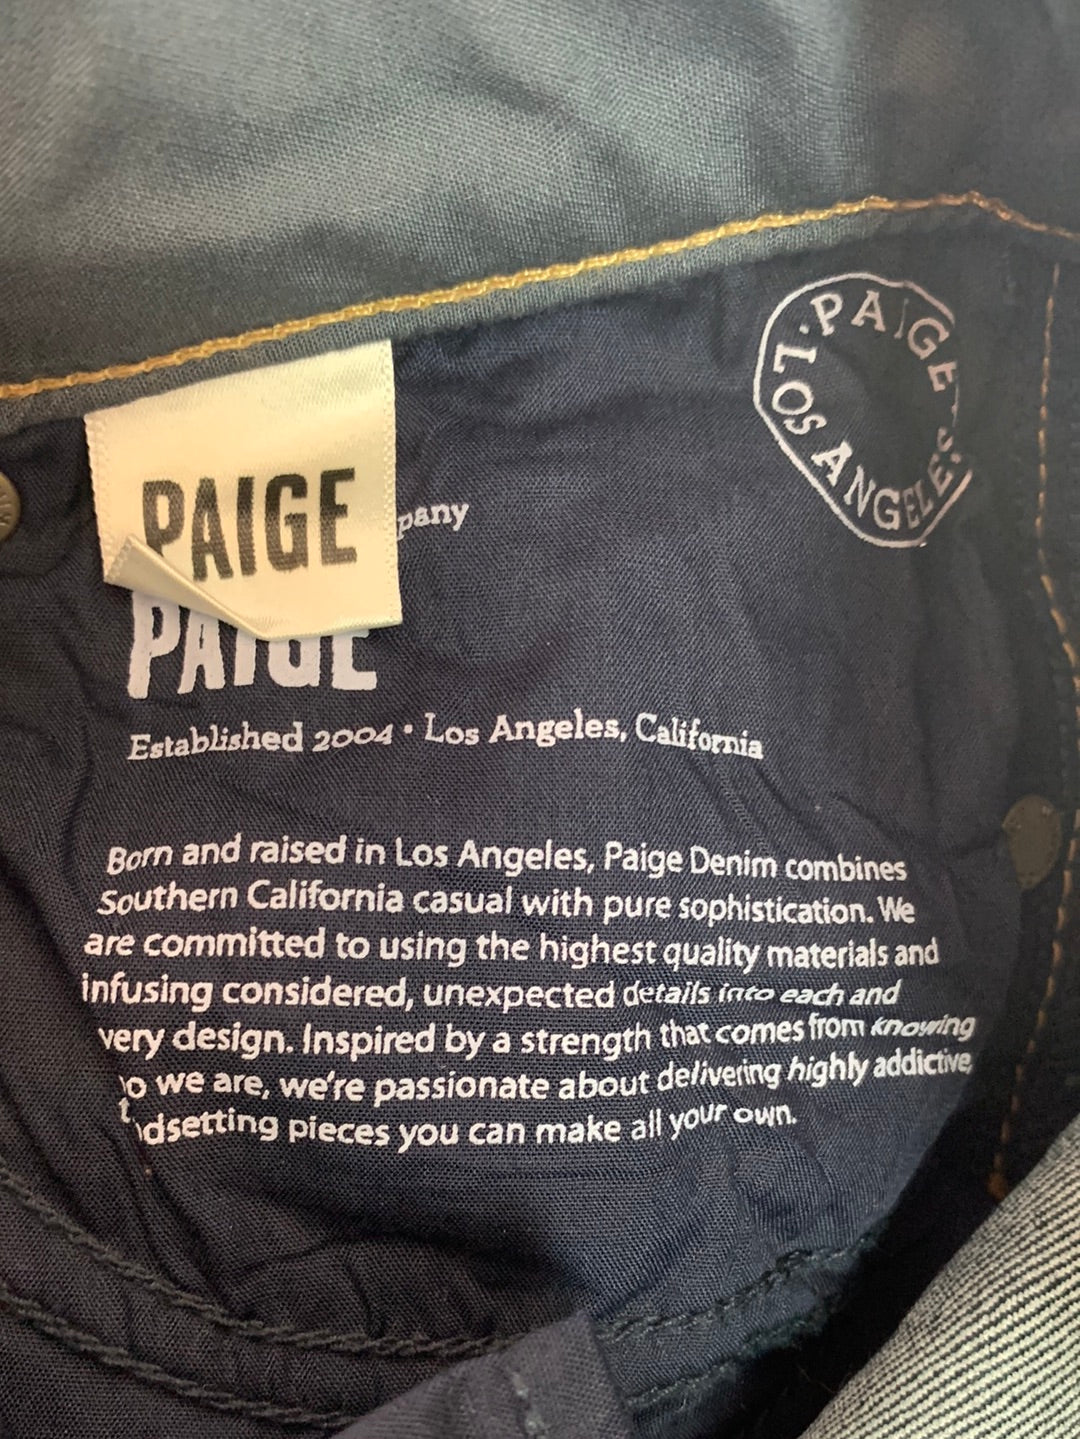 PAIGE
LOS ANGELES
PAIGE
pany
PAIGE
Established 2004 • Los Angeles, California
Born and raised in Los Angeles, Paige Denim combines
Southern California casual with pure sophistication. We
are committed to using the highest quality materials and
infusing considered, unexpected details into each and
very design. Inspired by a strength that comes from knowing
o we are, we're passionate about delivering highly addictive,
t
dsetting pieces you can make all your own.